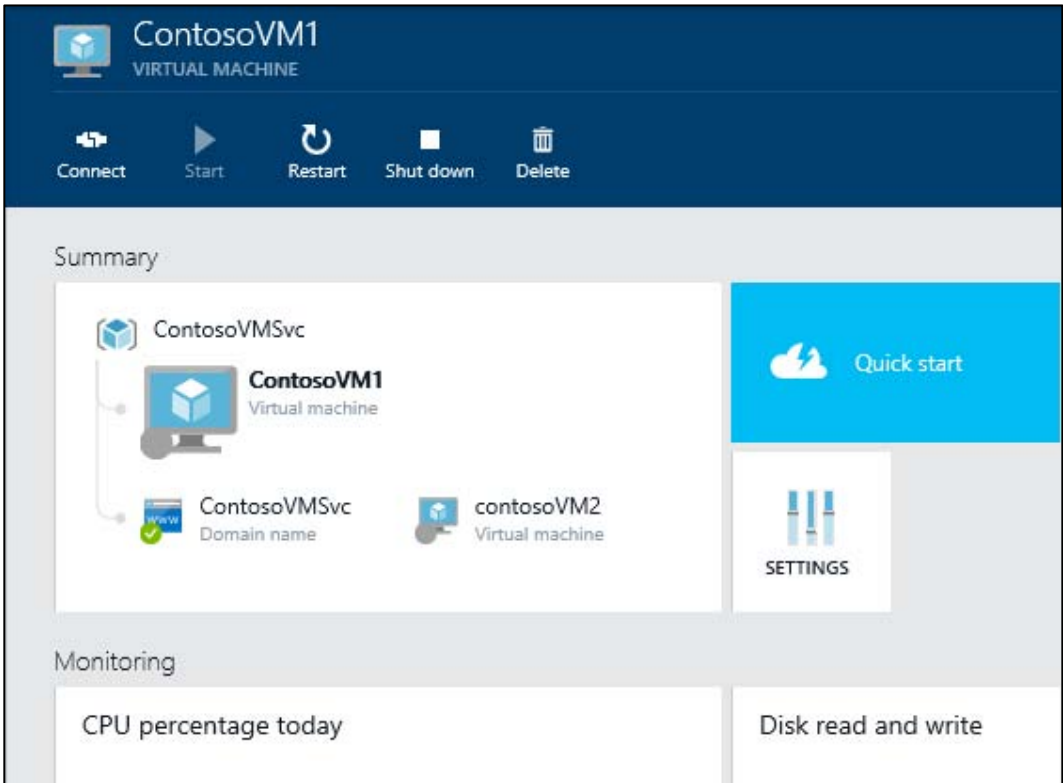 ContosoVM1
VIRTUAL MACHINE
Connect Start Restart Shut down Delete
Summary
ContosoVMSvc
ContosoVM1
Virtual machine
Quick start
www
ContosoVMSvc
Domain name
contosoVM2
Virtual machine
SETTINGS
Monitoring
CPU percentage today
Disk read and write